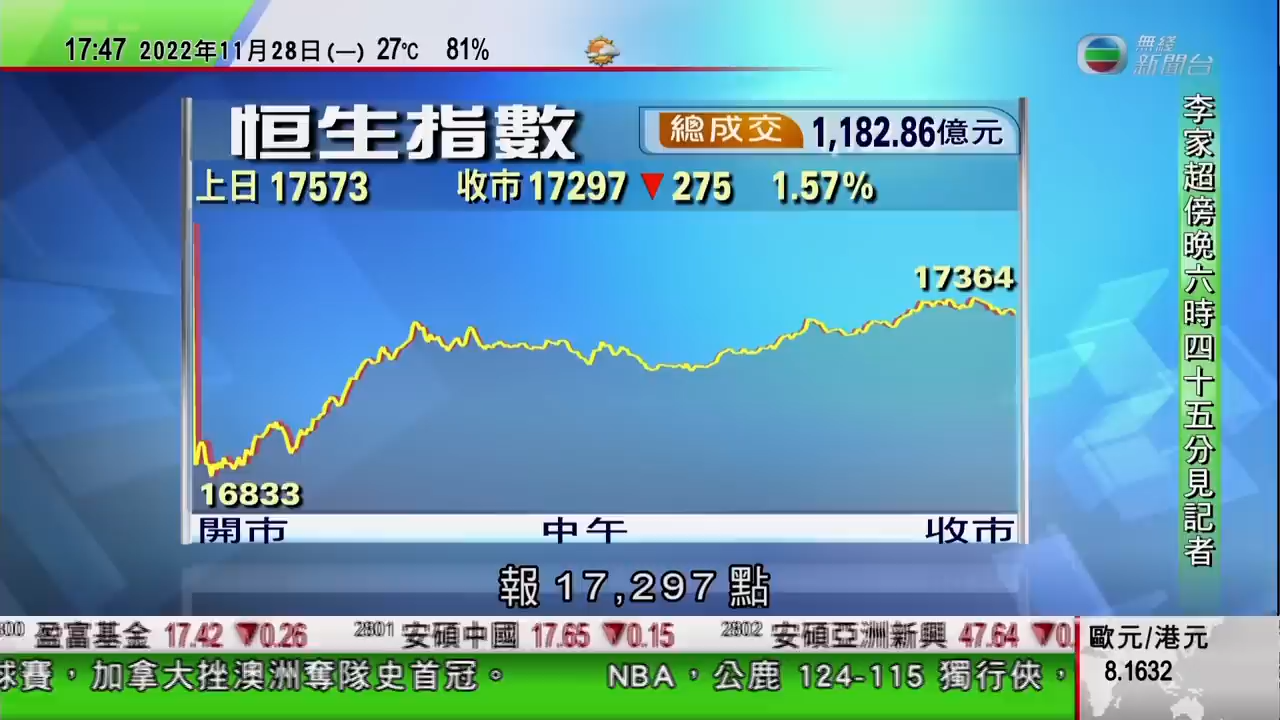 17:47 2022年11月28日(一) 27℃ 81%
無綫
新聞台
恒生指數
總成交 1,182.86億元
上日 17573 收市 17297 ▼ 275 1.57%
17364
16833
開市 中午 收市
報 17,297 點
李家超傍晚六時四十五分見記者
盈富基金 17.42 ▼0.26 2801 安碩中國 17.65 ▼0.15 2802 安碩亞洲新興 47.64 ▼0.
歐元/港元
8.1632
球賽，加拿大挫澳洲奪隊史首冠。 NBA，公鹿 124-115 獨行俠，